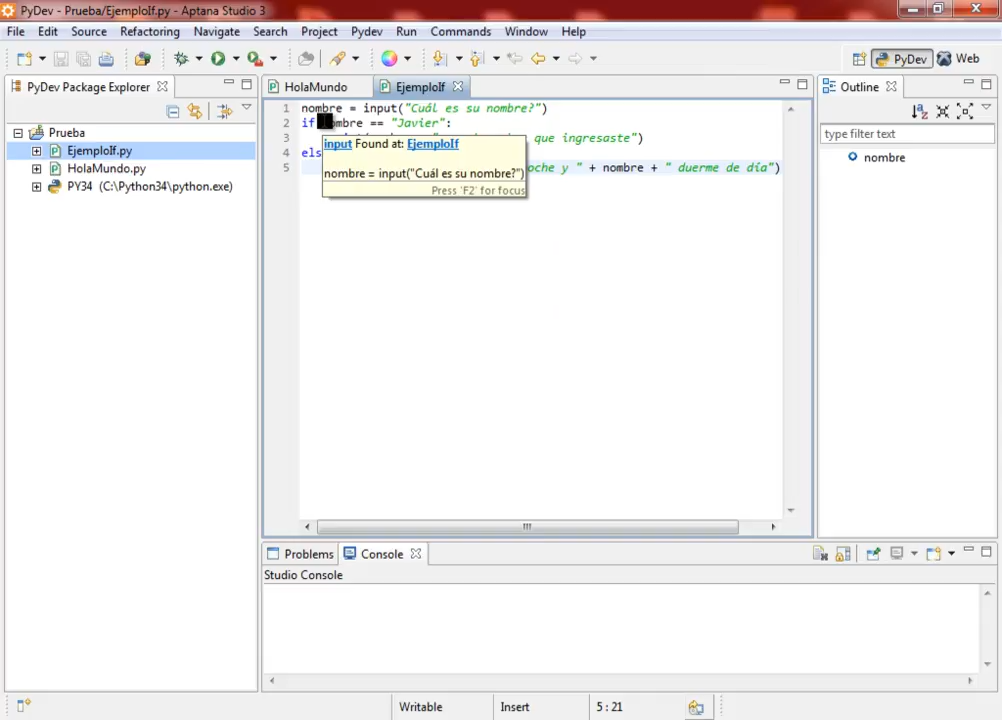 PyDev - Prueba/EjemploIf.py - Aptana Studio 3
File Edit Source Refactoring Navigate Search Project Pydev Run Commands Window Help
PyDev Web
PyDev Package Explorer
HolaMundo EjemploIf
Outline
type filter text
nombre
Prueba
EjemploIf.py
HolaMundo.py
PY34 (C:\Python34\python.exe)
1 nombre = input("Cuál es su nombre?")
2 if nombre == "Javier":
3 que ingresaste")
4 els
5 oche y " + nombre + " duerme de día")
input Found at: EjemploIf
nombre = input("Cuál es su nombre?")
Press 'F2' for focus
Problems Console
Studio Console
Writable Insert 5 : 21